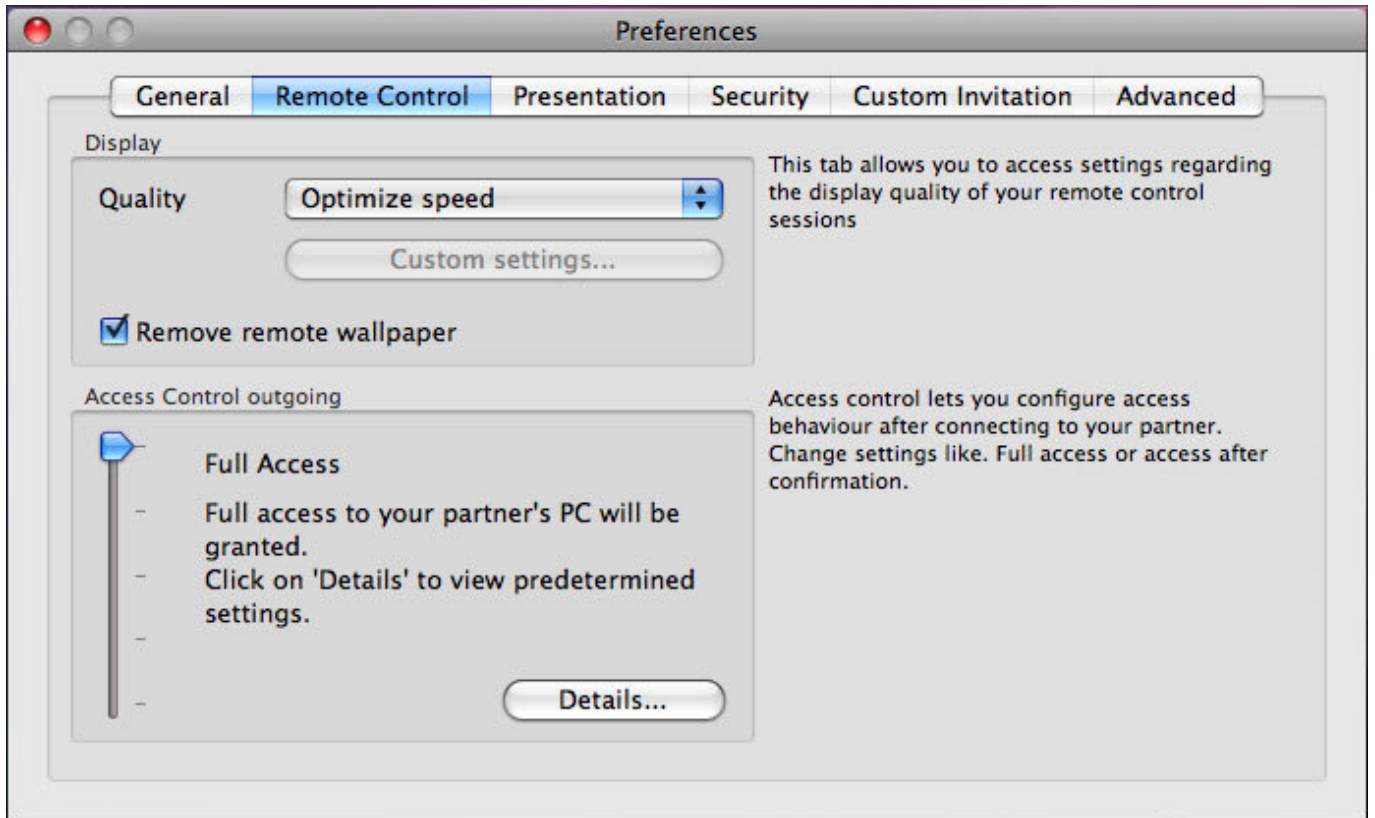 Preferences
General Remote Control Presentation Security Custom Invitation Advanced
Display
Quality Optimize speed
Custom settings...
Remove remote wallpaper
This tab allows you to access settings regarding
the display quality of your remote control
sessions
Access Control outgoing
Full Access
Full access to your partner's PC will be
granted.
Click on 'Details' to view predetermined
settings.
Details...
Access control lets you configure access
behaviour after connecting to your partner.
Change settings like. Full access or access after
confirmation.